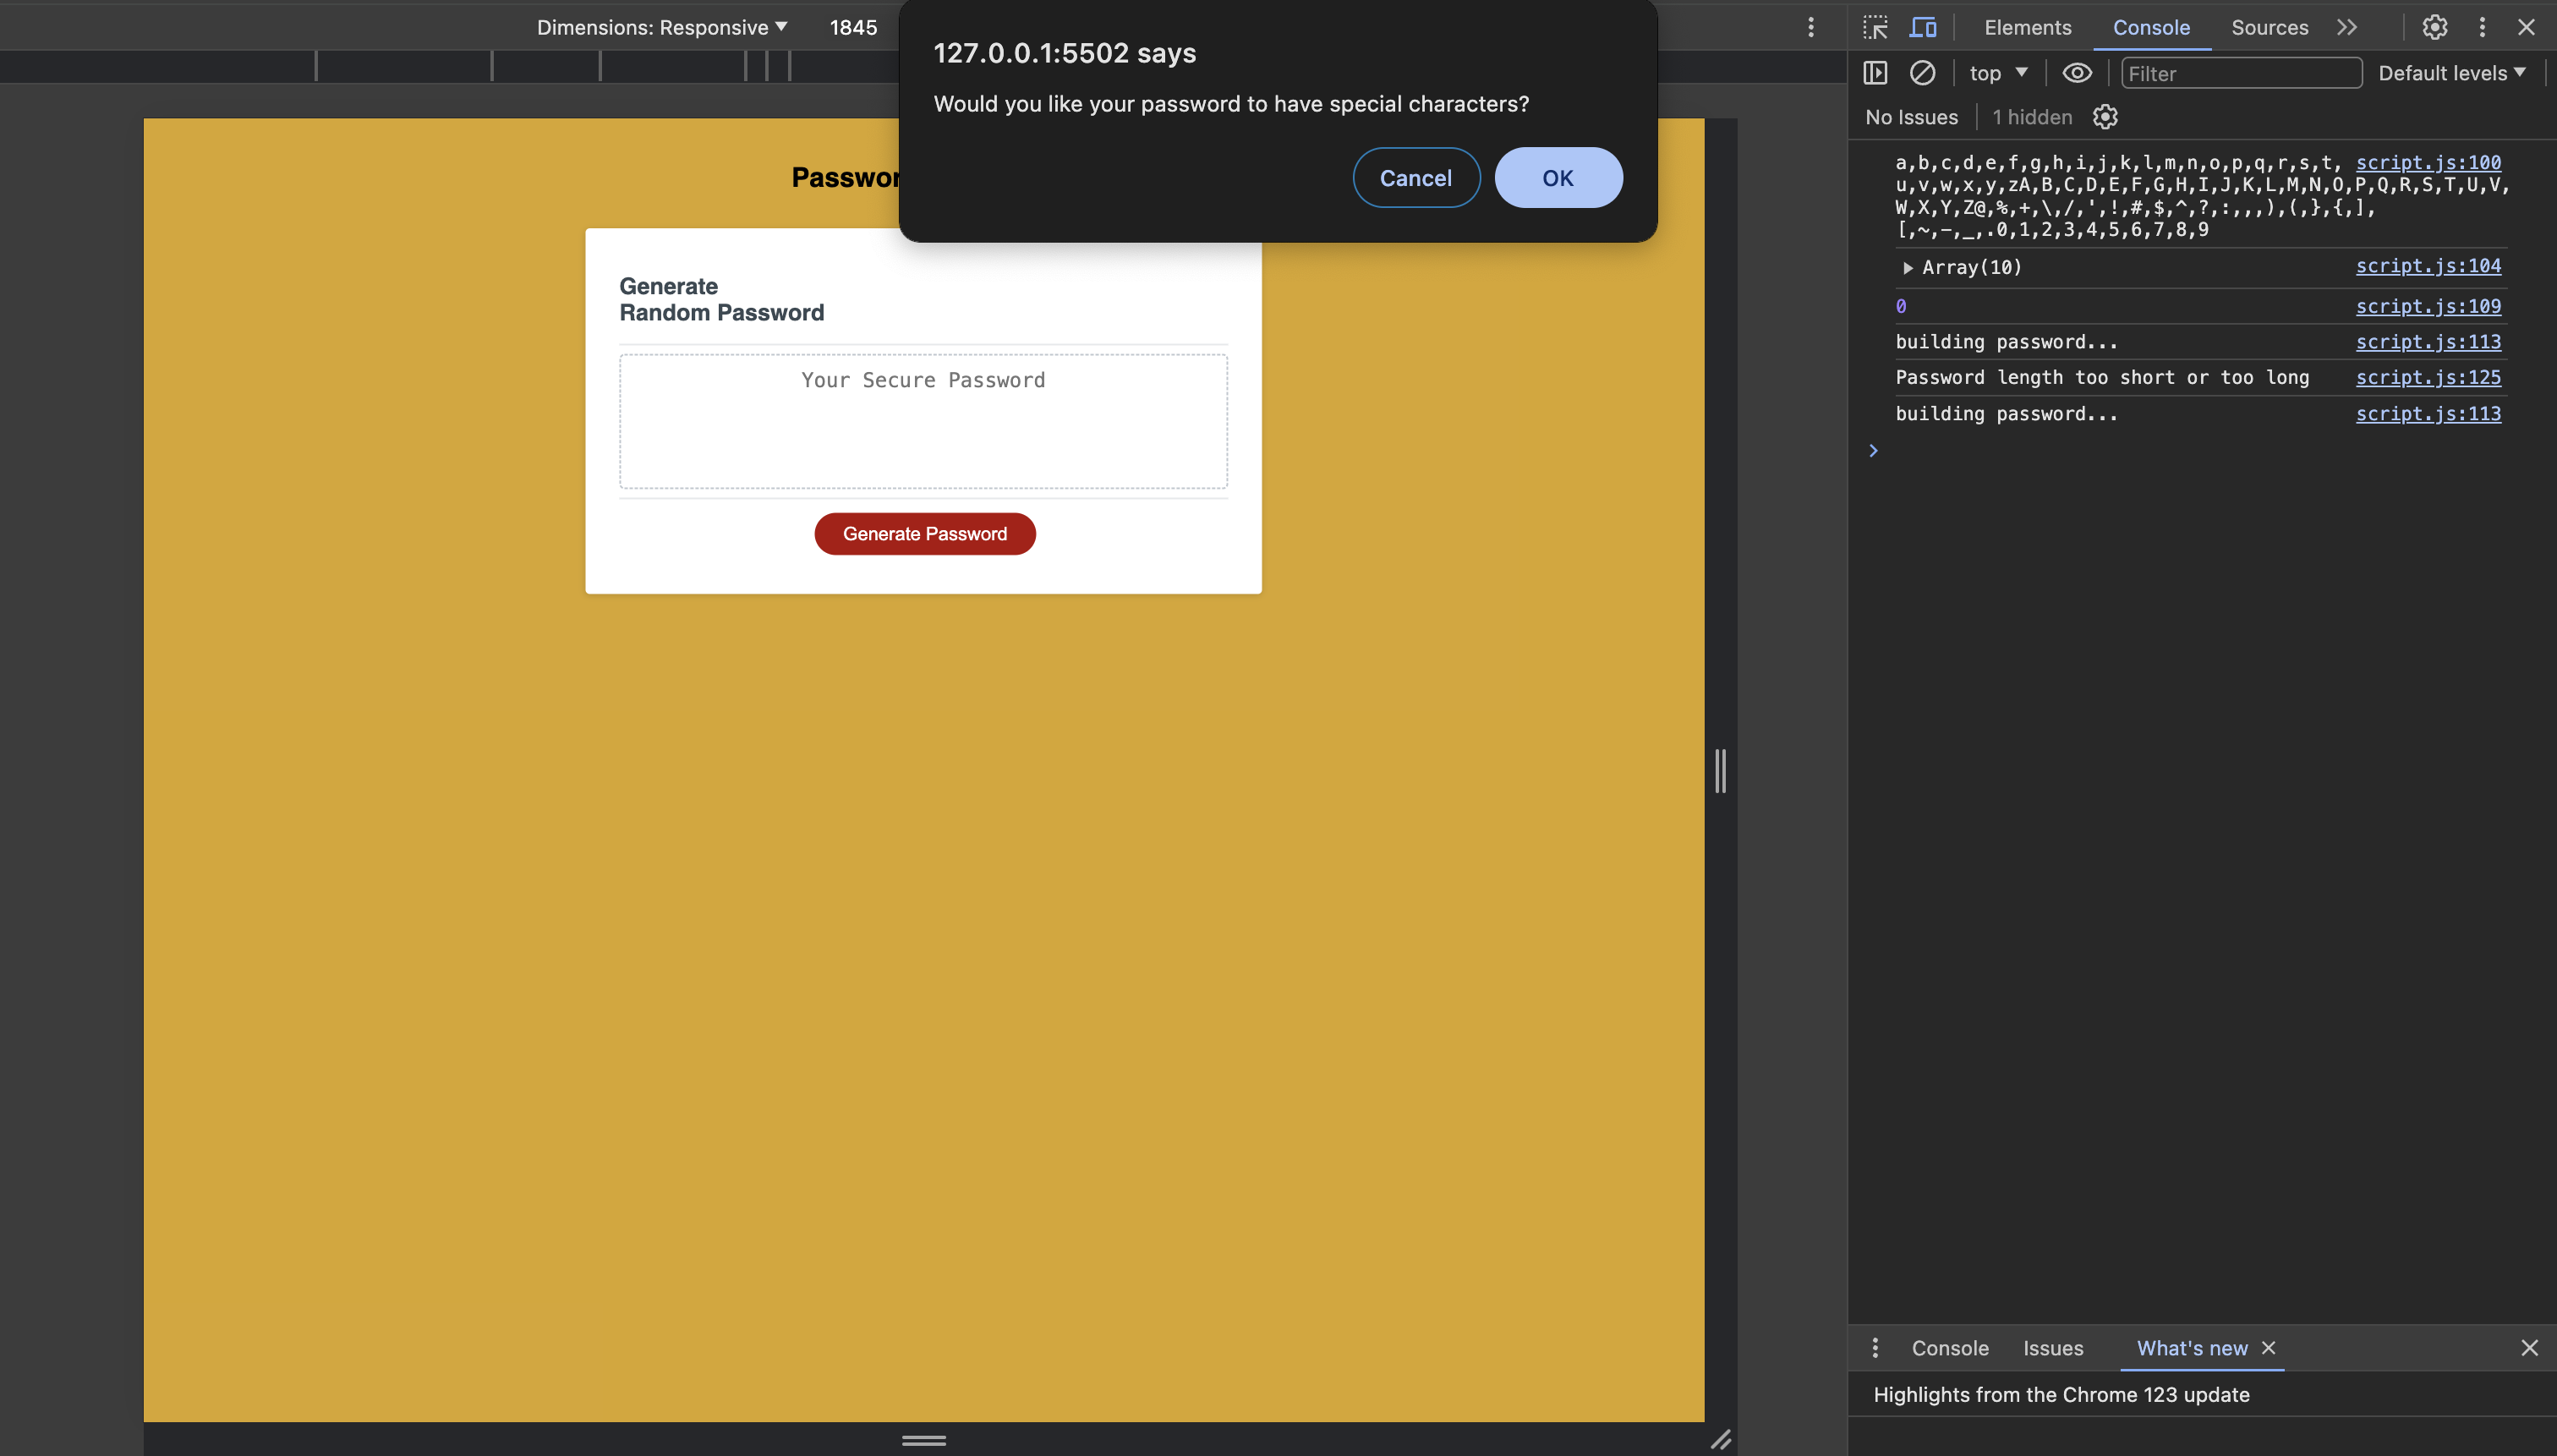 Dimensions: Responsive
1845
127.0.0.1:5502 says
Would you like your password to have special characters?
Cancel
OK
Generate
Random Password
Your Secure Password
Generate Password
Elements
Console
Sources
top
Filter
Default levels
No Issues
1 hidden
a,b,c,d,e,f,g,h,i,j,k,l,m,n,o,p,q,r,s,t, script.js:100
u,v,w,x,y,zA,B,C,D,E,F,G,H,I,J,K,L,M,N,O,P,Q,R,S,T,U,V,
W,X,Y,Z@,%,+,\,/,',!,#,$,^,?,:,,,),(,},{,],
[,~,-,_,.0,1,2,3,4,5,6,7,8,9
Array(10) script.js:104
0 script.js:109
building password... script.js:113
Password length too short or too long script.js:125
building password... script.js:113
Console
Issues
What's new
Highlights from the Chrome 123 update